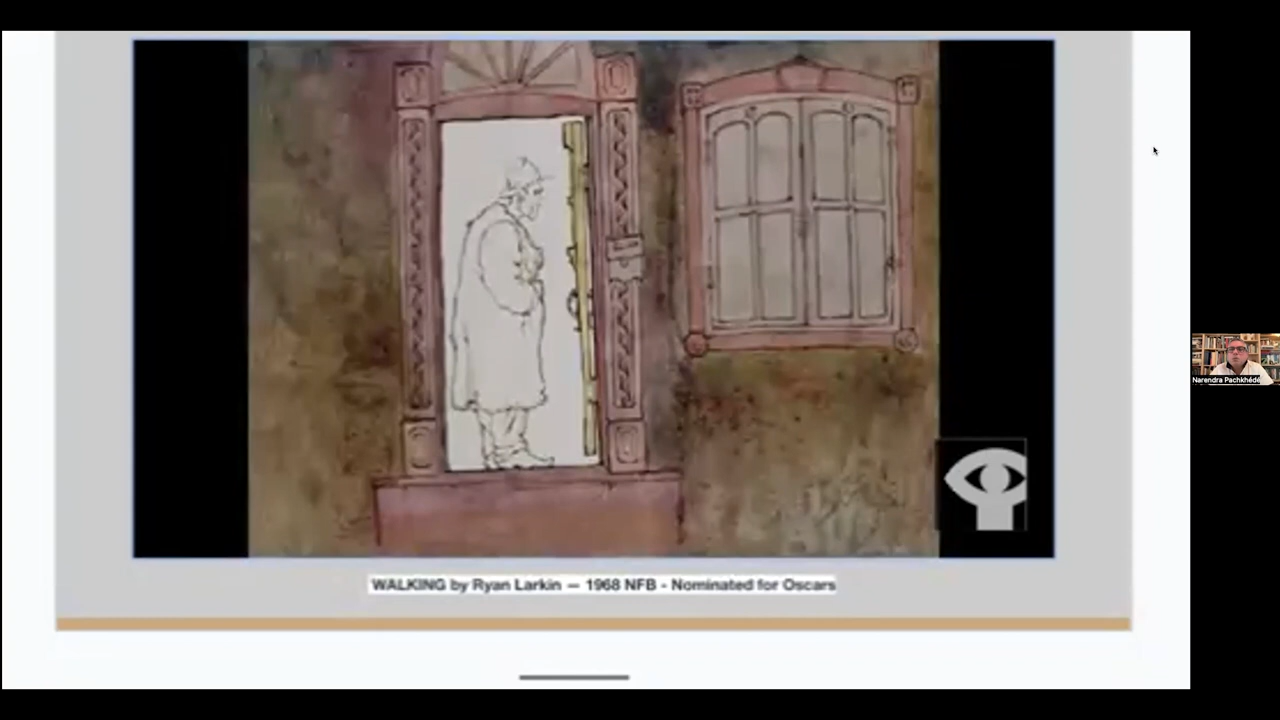 WALKING by Ryan Larkin — 1968 NFB - Nominated for Oscars
Narendra Pachkhédé